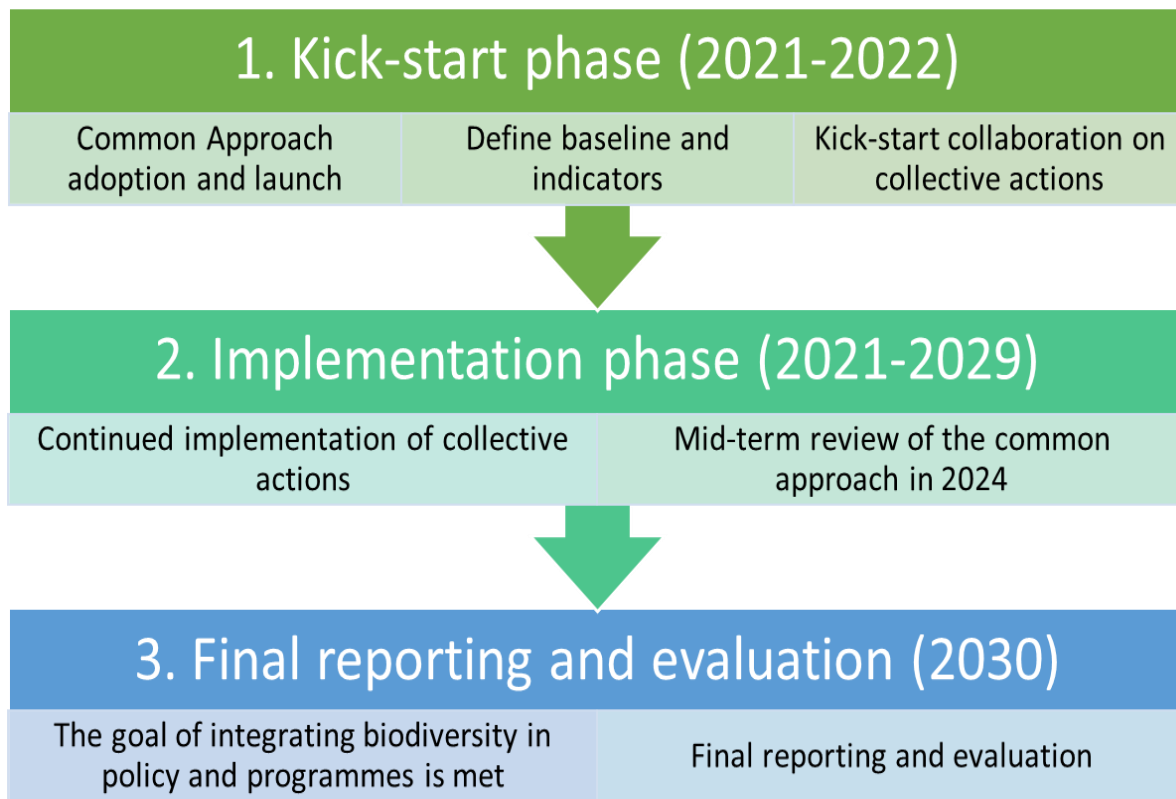 1. Kick-start phase (2021-2022)
Common Approach
adoption and launch
Define baseline and
indicators
Kick-start collaboration on
collective actions
2. Implementation phase (2021-2029)
Continued implementation of collective
actions
Mid-term review of the common
approach in 2024
3. Final reporting and evaluation (2030)
The goal of integrating biodiversity in
policy and programmes is met
Final reporting and evaluation